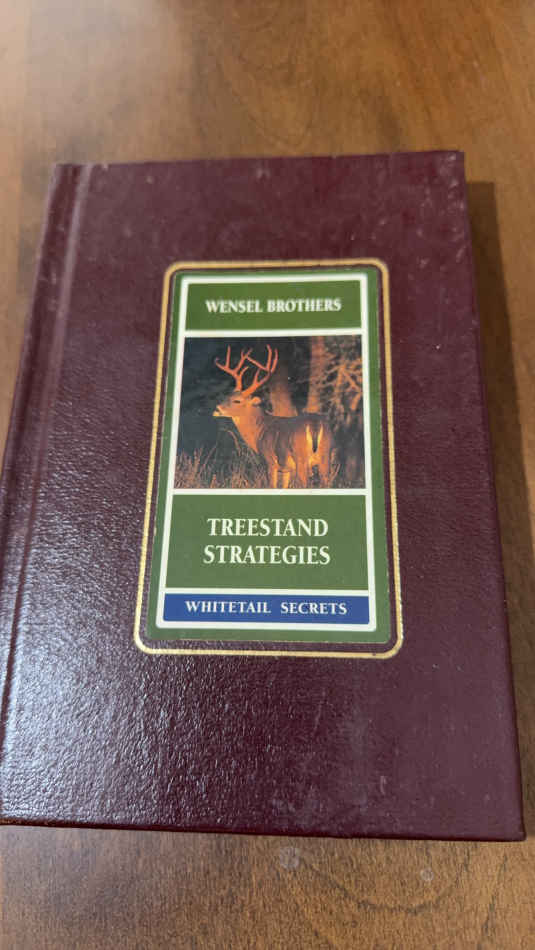 WENSEL BROTHERS
TREESTAND
STRATEGIES
WHITETAIL SECRETS